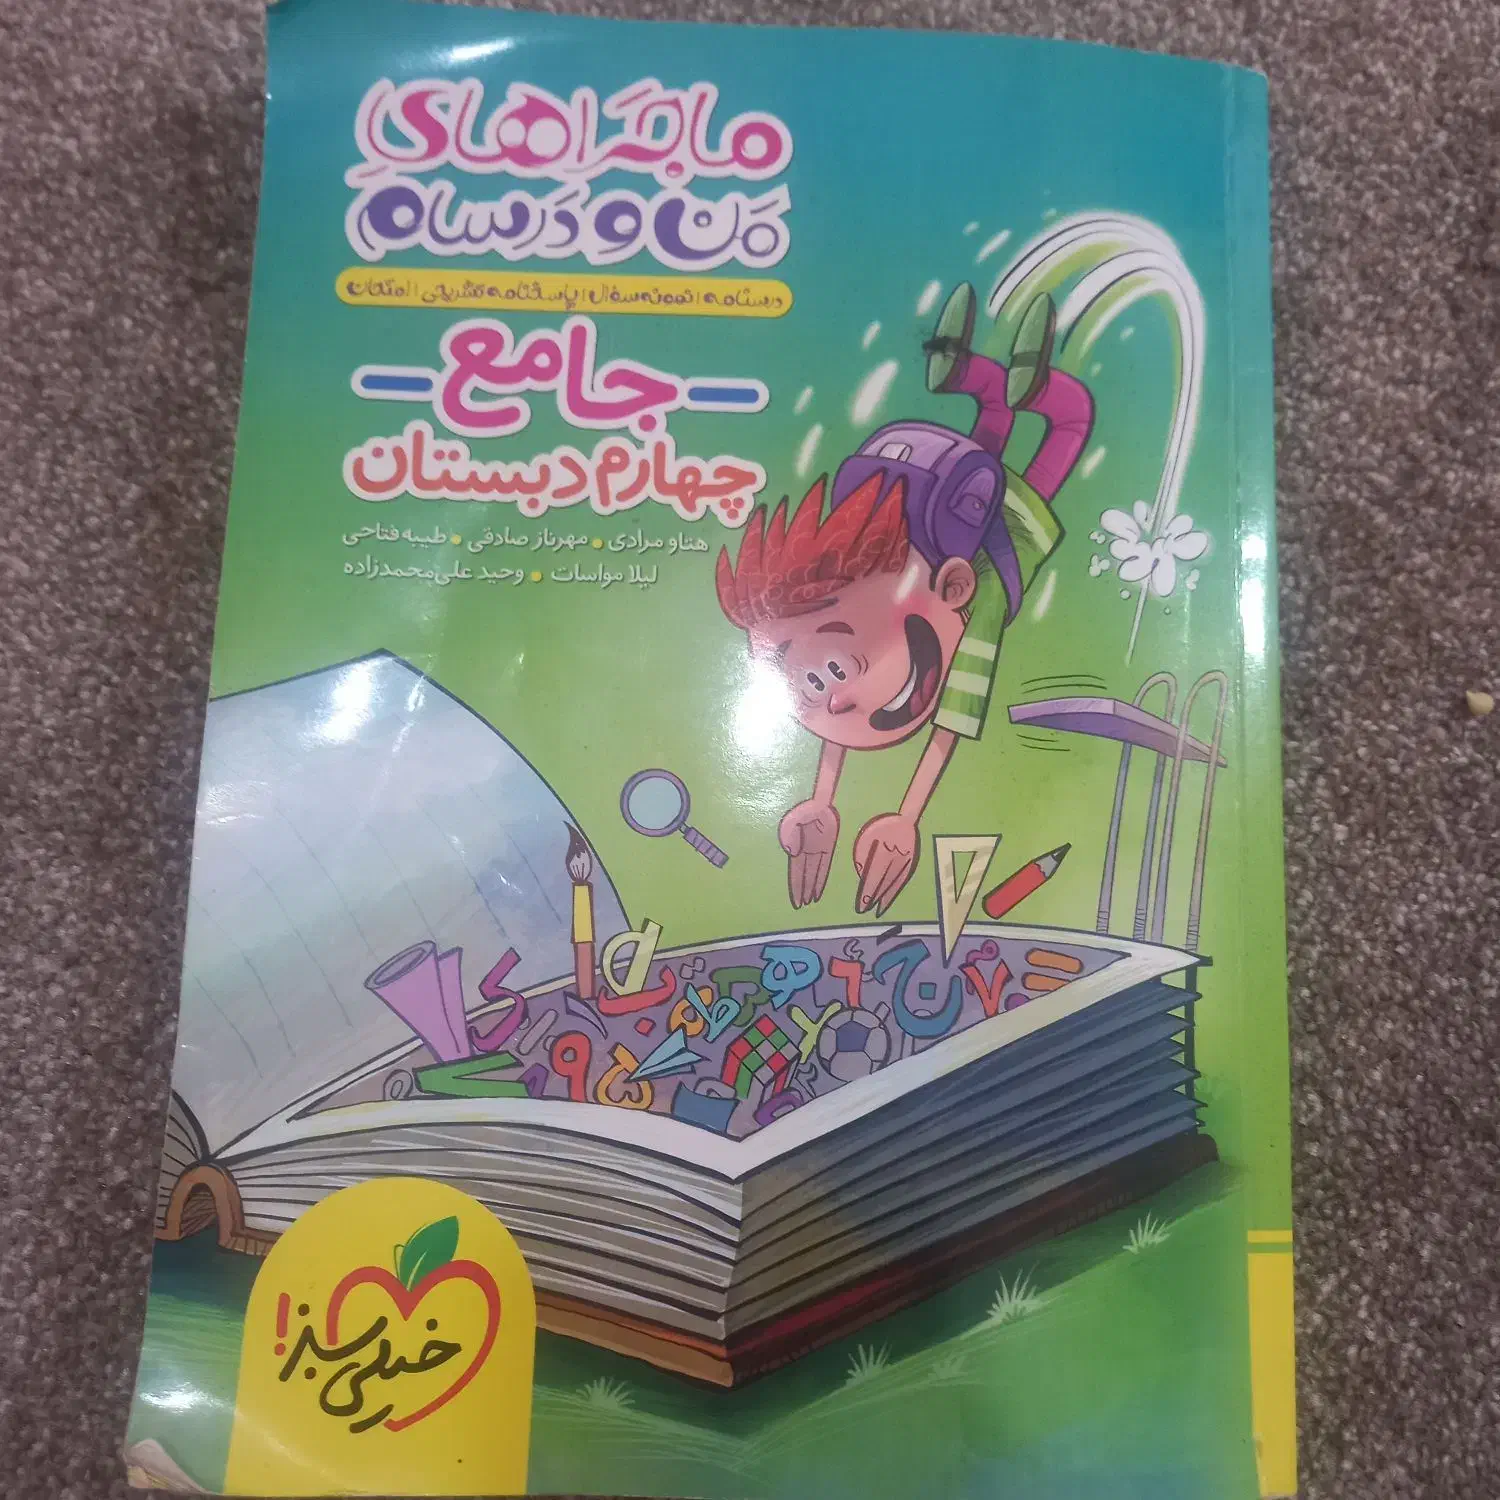 ماجراهای
من و درسام
درسنامه | نمونه سؤال | پاسخنامه تشریحی | امتحان
جامع
چهارم دبستان
هناو مرادی • مهرناز صادقی • طیبه فتاحی
لیلا مواسات • وحید علی‌محمدزاده
خیلی سبز!